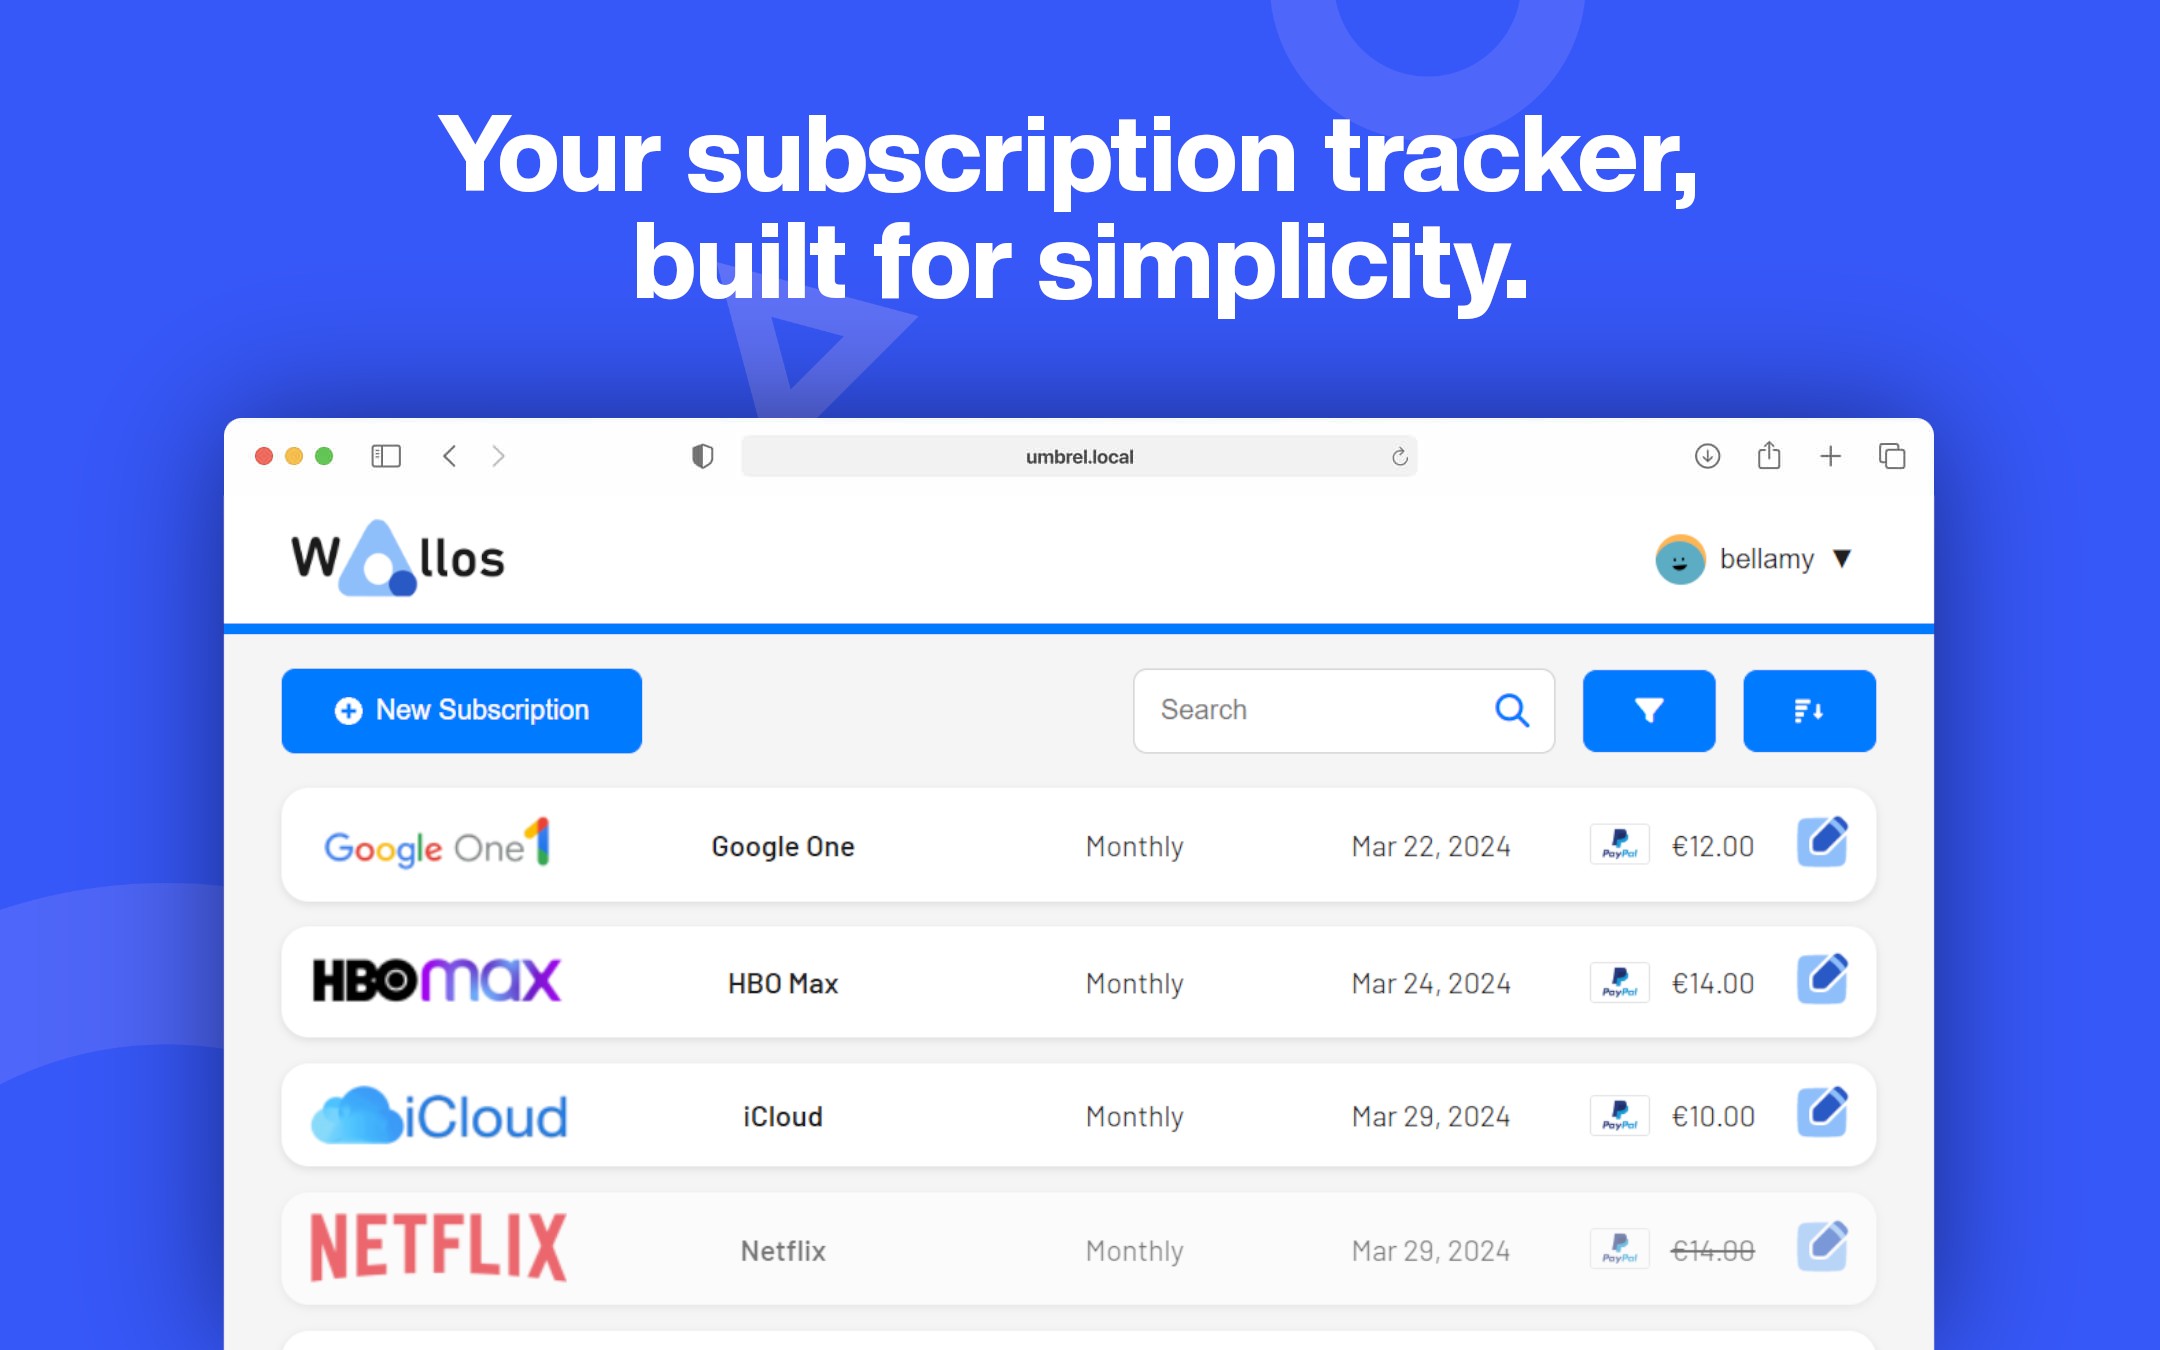 Your subscription tracker,
built for simplicity.
umbrel.local
Wallos
bellamy ▼
New Subscription
Search
Google One 1 Google One Monthly Mar 22, 2024 PayPal €12.00
HBOmax HBO Max Monthly Mar 24, 2024 PayPal €14.00
iCloud iCloud Monthly Mar 29, 2024 PayPal €10.00
NETFLIX Netflix Monthly Mar 29, 2024 PayPal €14.00